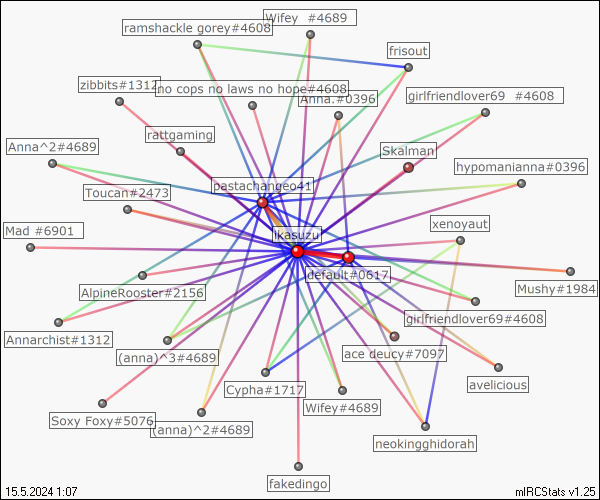 Wifey #4689
ramshackle gorey#4608
frisout
zibbits#1312
no cops no laws no hope#4608
Anna.#0396
girlfriendlover69 #4608
rattgaming
Anna^2#4689
Skalman
hypomanianna#0396
pastachangeo41
Toucan#2473
xenoyaut
Mad #6901
ikasuzu
default#0617
AlpineRooster#2156
Mushy#1984
girlfriendlover69#4608
Annarchist#1312
(anna)^3#4689
ace deucy#7097
Cypha#1717
avelicious
Wifey#4689
Soxy Foxy#5076
(anna)^2#4689
neokingghidorah
fakedingo
15.5.2024 1:07
mIRCStats v1.25